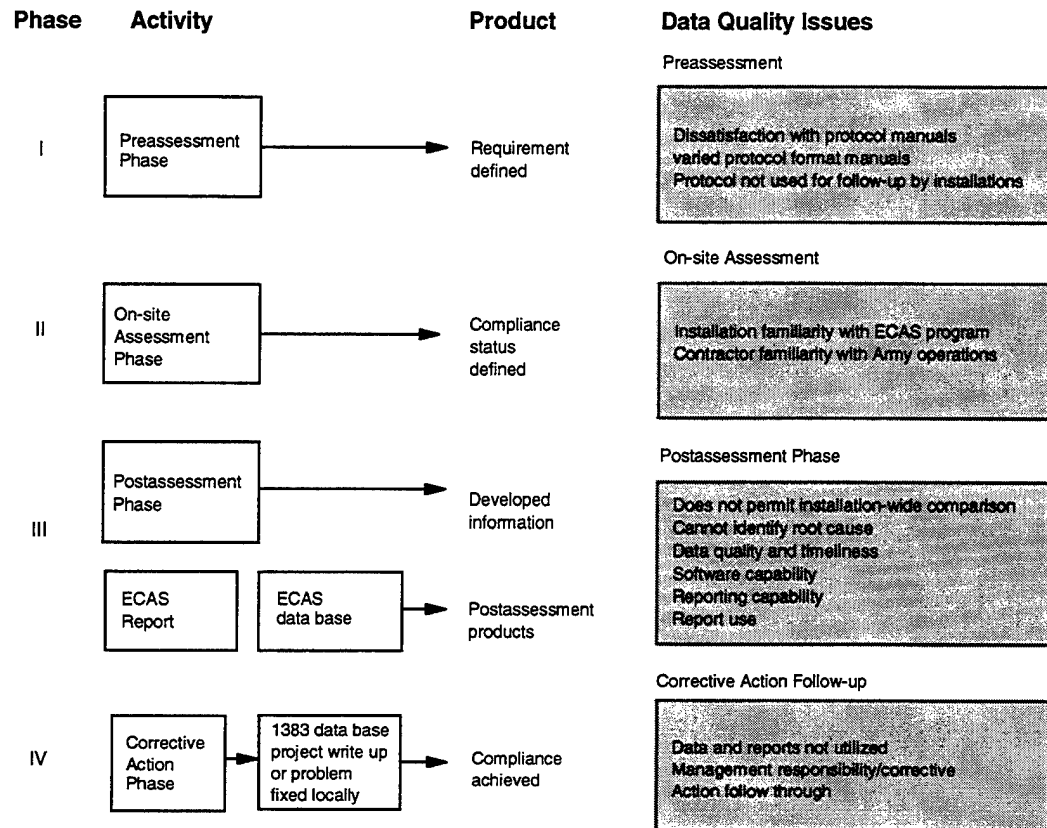 Phase Activity Product Data Quality Issues
Preassessment
I
Preassessment
Phase
Requirement
defined
Dissatisfaction with protocol manuals
varied protocol format manuals
Protocol not used for follow-up by installations
On-site Assessment
II
On-site
Assessment
Phase
Compliance
status
defined
Installation familiarity with ECAS program
Contractor familiarity with Army operations
Postassessment Phase
III
Postassessment
Phase
Developed
information
ECAS
Report
ECAS
data base
Postassessment
products
Does not permit installation-wide comparison
Cannot identify root cause
Data quality and timeliness
Software capability
Reporting capability
Report use
Corrective Action Follow-up
IV
Corrective
Action
Phase
1383 data base
project write up
or problem
fixed locally
Compliance
achieved
Data and reports not utilized
Management responsibility/corrective
Action follow through